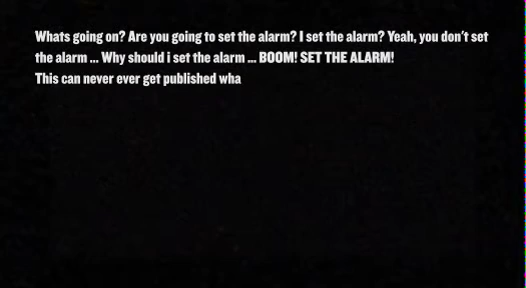 Whats going on? Are you going to set the alarm? I set the alarm? Yeah, you don't set
the alarm ... Why should i set the alarm ... BOOM! SET THE ALARM!
This can never ever get published wha